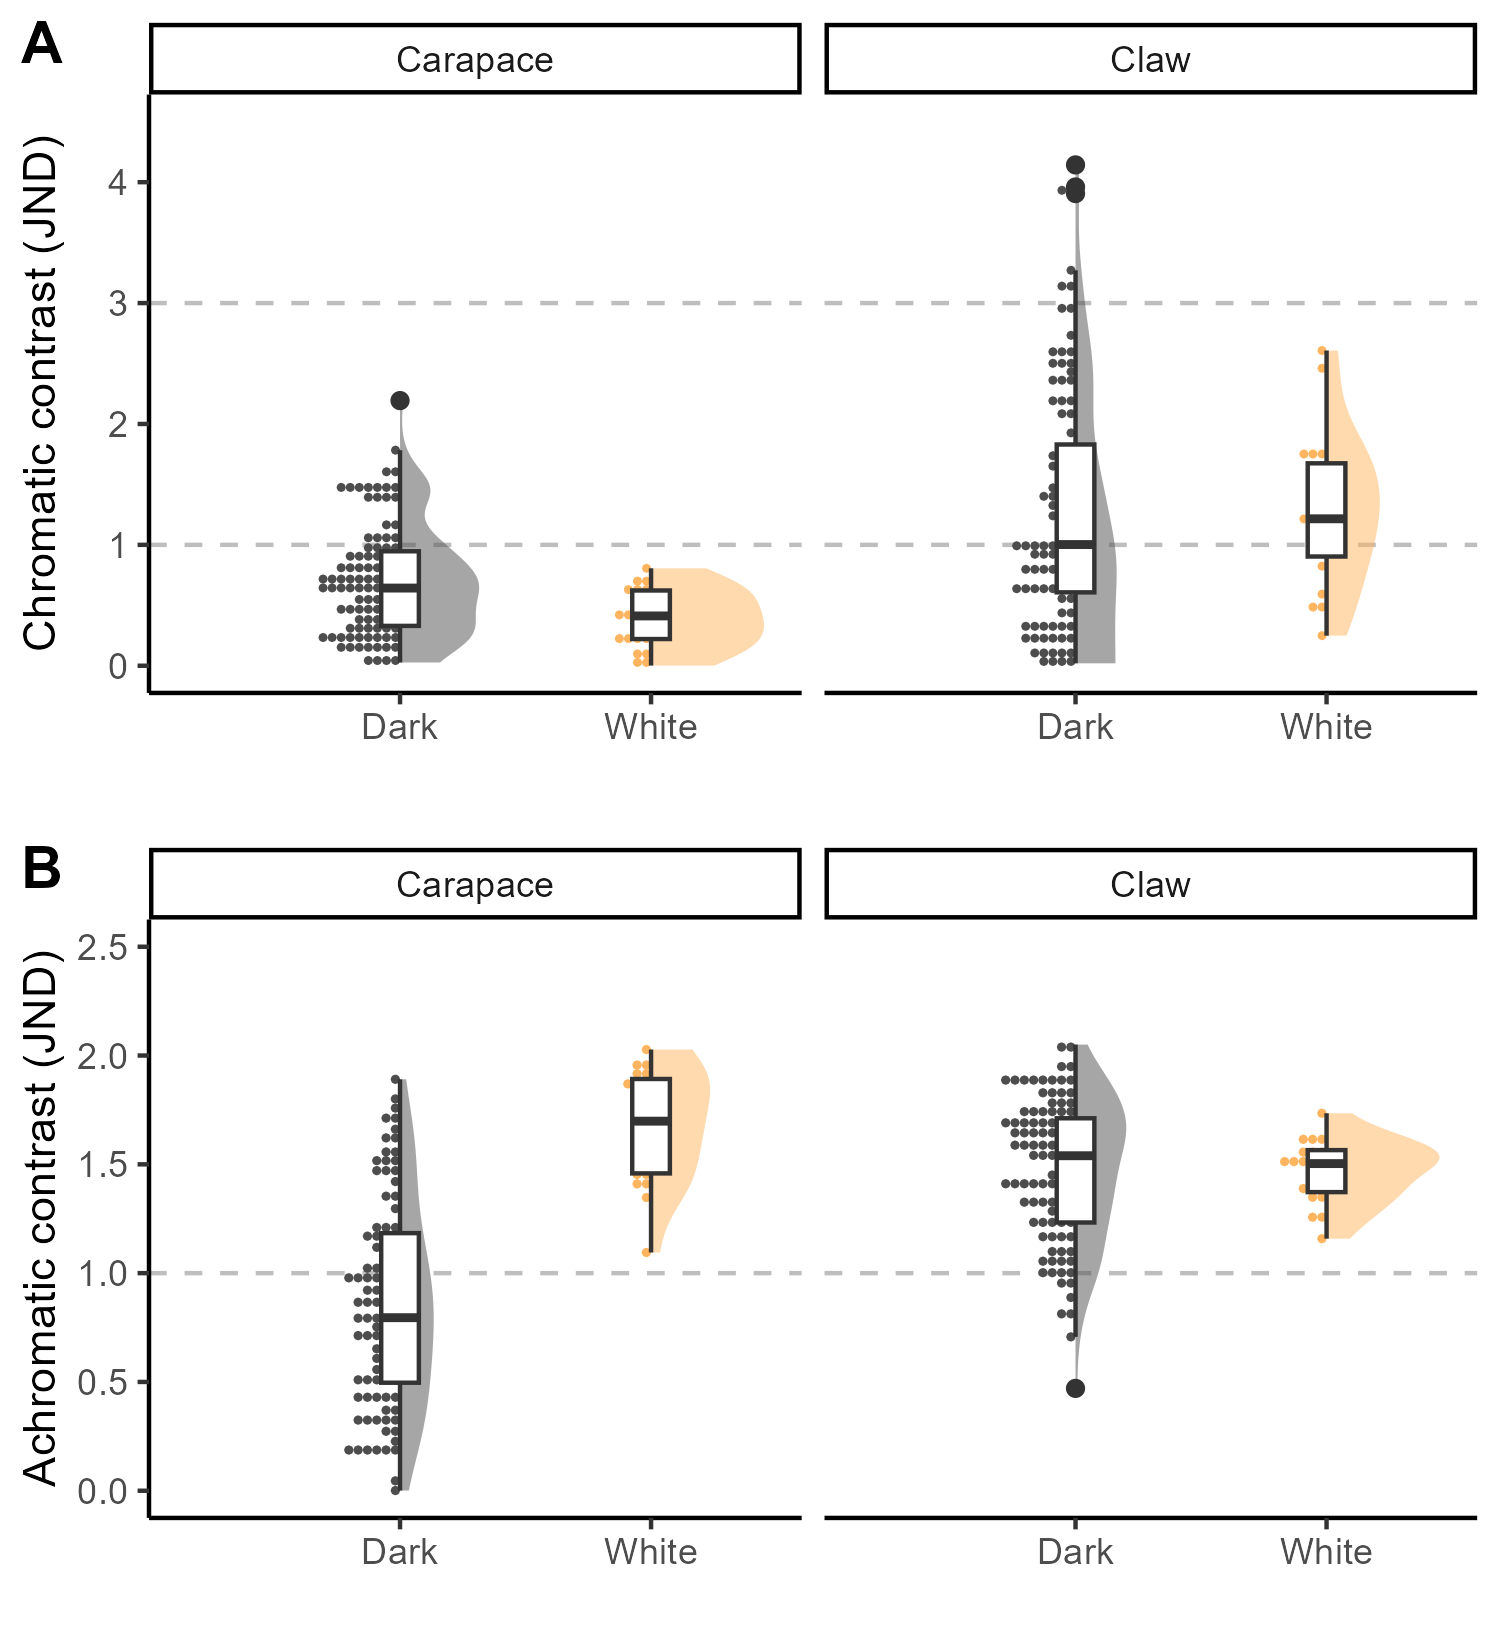 A
Carapace
Claw
Chromatic contrast (JND)
4
3
2
1
0
Dark
White
Dark
White
B
Carapace
Claw
Achromatic contrast (JND)
2.5
2.0
1.5
1.0
0.5
0.0
Dark
White
Dark
White